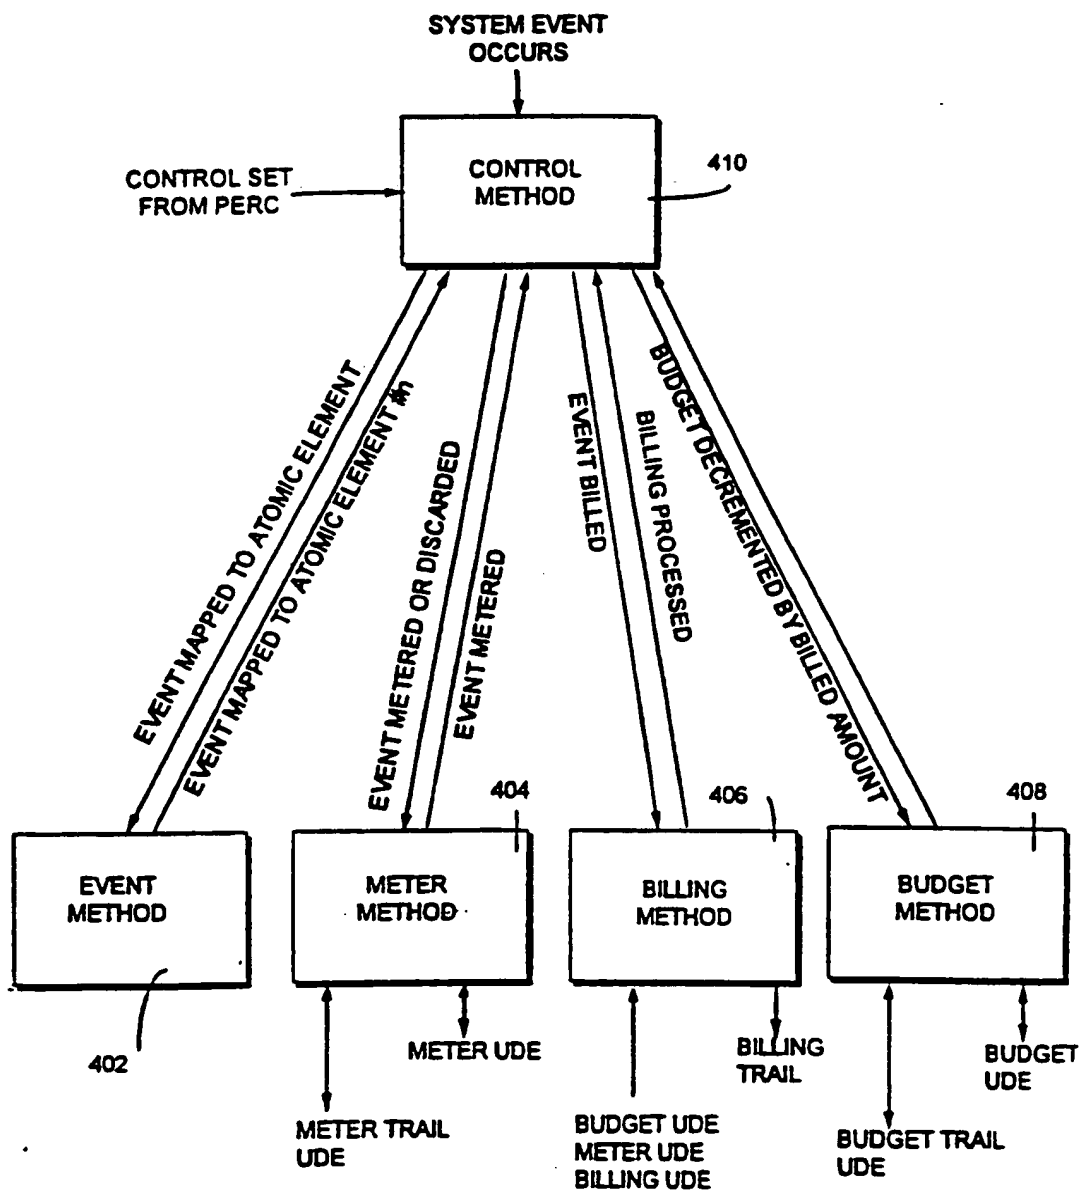 SYSTEM EVENT
OCCURS
CONTROL
METHOD
410
CONTROL SET
FROM PERC
EVENT MAPPED TO ATOMIC ELEMENT
EVENT MAPPED TO ATOMIC ELEMENT #n
EVENT METERED OR DISCARDED
EVENT METERED
EVENT BILLED
BILLING PROCESSED
BUDGET DECREMENTED BY BILLED AMOUNT
404
406
408
EVENT
METHOD
METER
METHOD
BILLING
METHOD
BUDGET
METHOD
402
METER UDE
METER TRAIL
UDE
BUDGET UDE
METER UDE
BILLING UDE
BILLING
TRAIL
BUDGET TRAIL
UDE
BUDGET
UDE